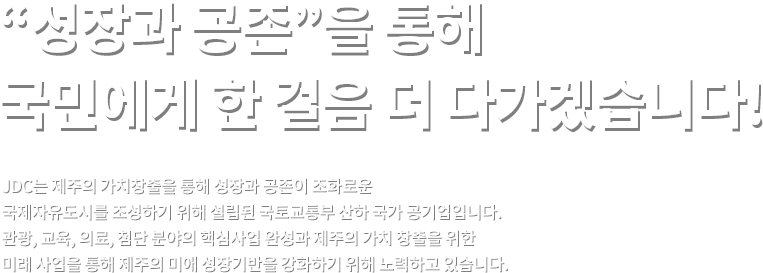 “성장과 공존”을 통해
국민에게 한 걸음 더 다가겠습니다!
JDC는 제주의 가치창출을 통해 성장과 공존이 조화로운
국제자유도시를 조성하기 위해 설립된 국토교통부 산하 국가 공기업입니다.
관광, 교육, 의료, 첨단 분야의 핵심사업 완성과 제주의 가치 창출을 위한
미래 사업을 통해 제주의 미애 성장기반을 강화하기 위해 노력하고 있습니다.